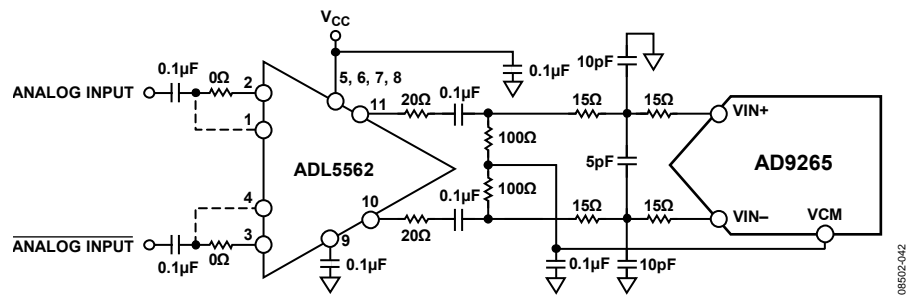 VCC
0.1µF
0Ω
ANALOG INPUT
2
1
5, 6, 7, 8
0.1µF
11
20Ω
0.1µF
10pF
15Ω
15Ω
VIN+
100Ω
ADL5562
5pF
AD9265
100Ω
4
10
0.1µF
15Ω
15Ω
VIN–
VCM
ANALOG INPUT
3
0.1µF
0Ω
9
0.1µF
20Ω
0.1µF
10pF
08502-042